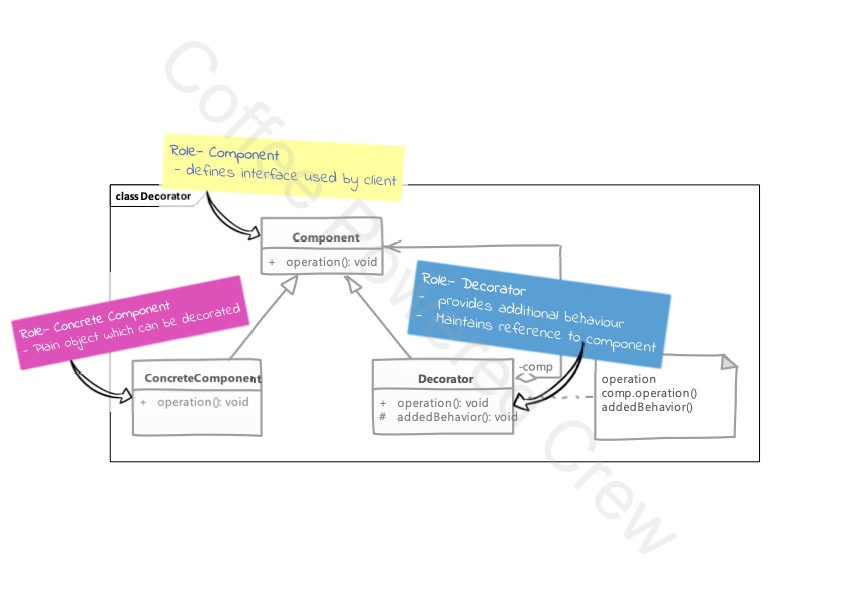 Coffee Powered Crew
Role- Component
- defines interface used by client
class Decorator
Component
+ operation(): void
Role- Concrete Component
- Plain object which can be decorated
Role- Decorator
- provides additional behaviour
- Maintains reference to component
ConcreteComponent
+ operation(): void
Decorator
+ operation(): void
# addedBehavior(): void
-comp
operation
comp.operation()
addedBehavior()